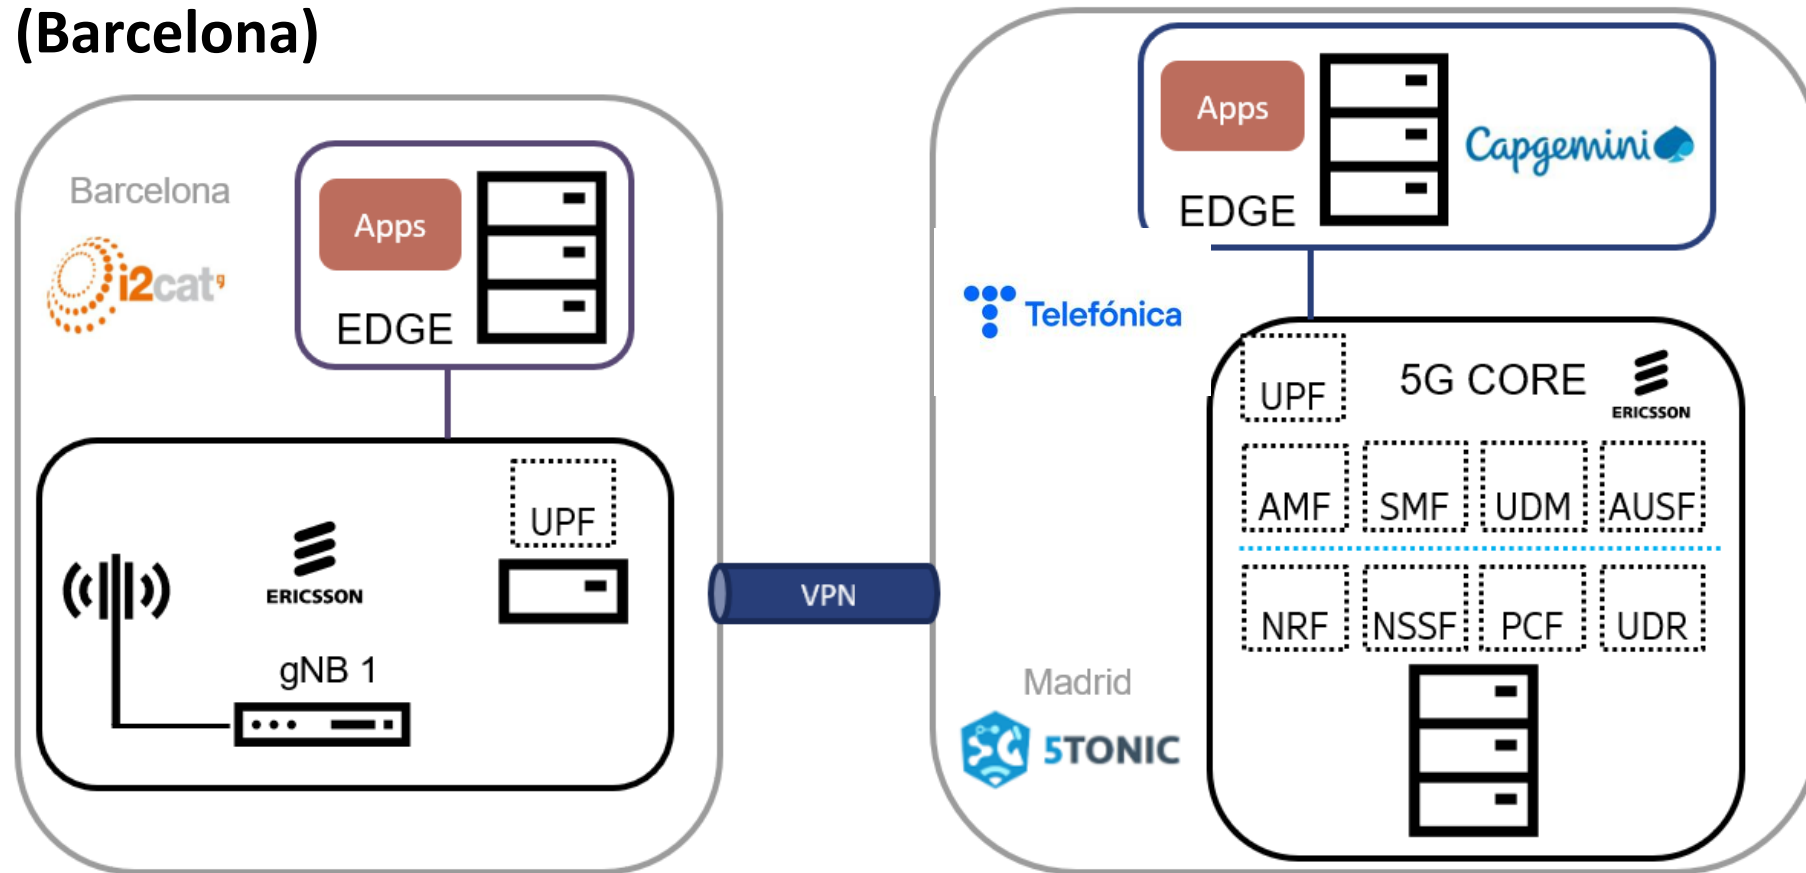 (Barcelona)
Barcelona
i2cat
Apps
EDGE
UPF
ERICSSON
gNB 1
VPN
Apps
EDGE
Capgemini
Telefónica
UPF
5G CORE
ERICSSON
AMF SMF UDM AUSF
NRF NSSF PCF UDR
Madrid
5G 5TONIC